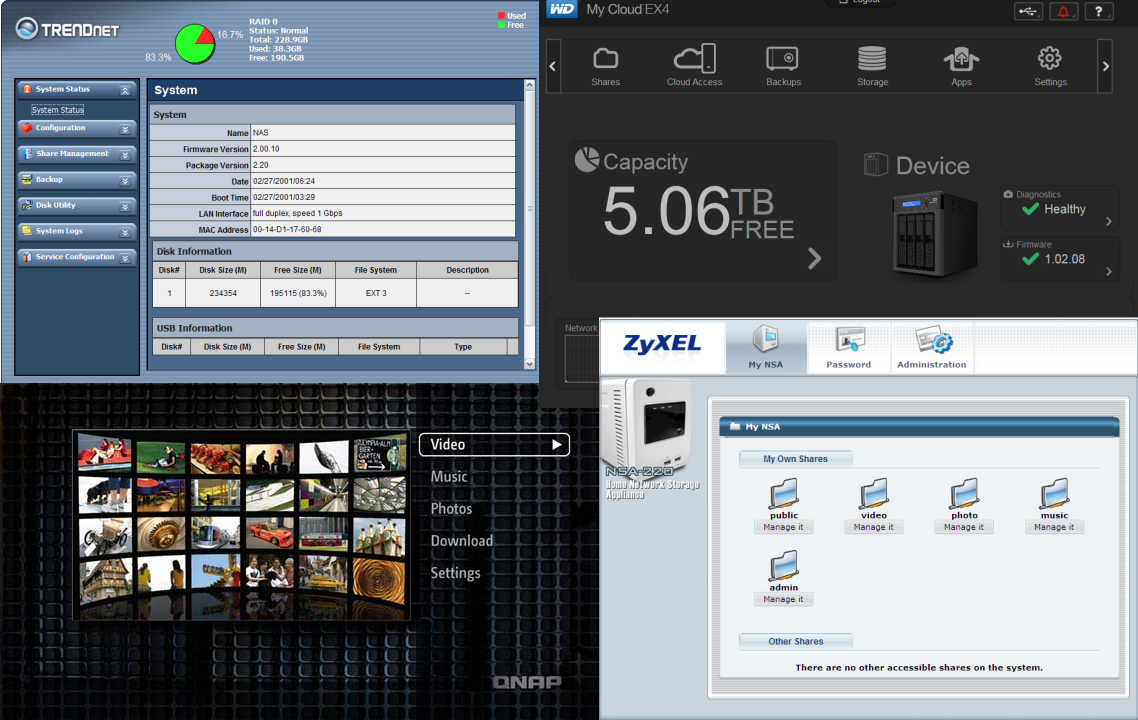 TRENDNET
83.3%
16.7%
RAID 0
Status: Normal
Total: 228.9GB
Used: 38.3GB
Free: 190.5GB
Used
Free
System Status
System Status
Configuration
Share Management
Backup
Disk Utility
System Logs
Service Configuration
System
System
Name NAS
Firmware Version 2.00.10
Package Version 2.20
Date 02/27/2001/06:24
Boot Time 02/27/2001/03:29
LAN Interface full duplex, speed 1 Gbps
MAC Address 00-14-D1-17-60-68
Disk Information
Disk# Disk Size (M) Free Size (M) File System Description
1 234354 195115 (83.3%) EXT 3 --
USB Information
Disk# Disk Size (M) Free Size (M) File System Type
WD My Cloud EX4
Logout
?
Shares Cloud Access Backups Storage Apps Settings
Capacity
5.06 TB FREE
Device
Diagnostics
Healthy
Firmware
1.02.08
Network
OLYMPIA-ALM
BIER-
GARTEN
Video
Music
Photos
Download
Settings
QNAP
ZyXEL
My NSA Password Administration
NSA-220
Home Network Storage
Appliance
My NSA
My Own Shares
public video photo music
Manage it Manage it Manage it Manage it
admin
Manage it
Other Shares
There are no other accessible shares on the system.